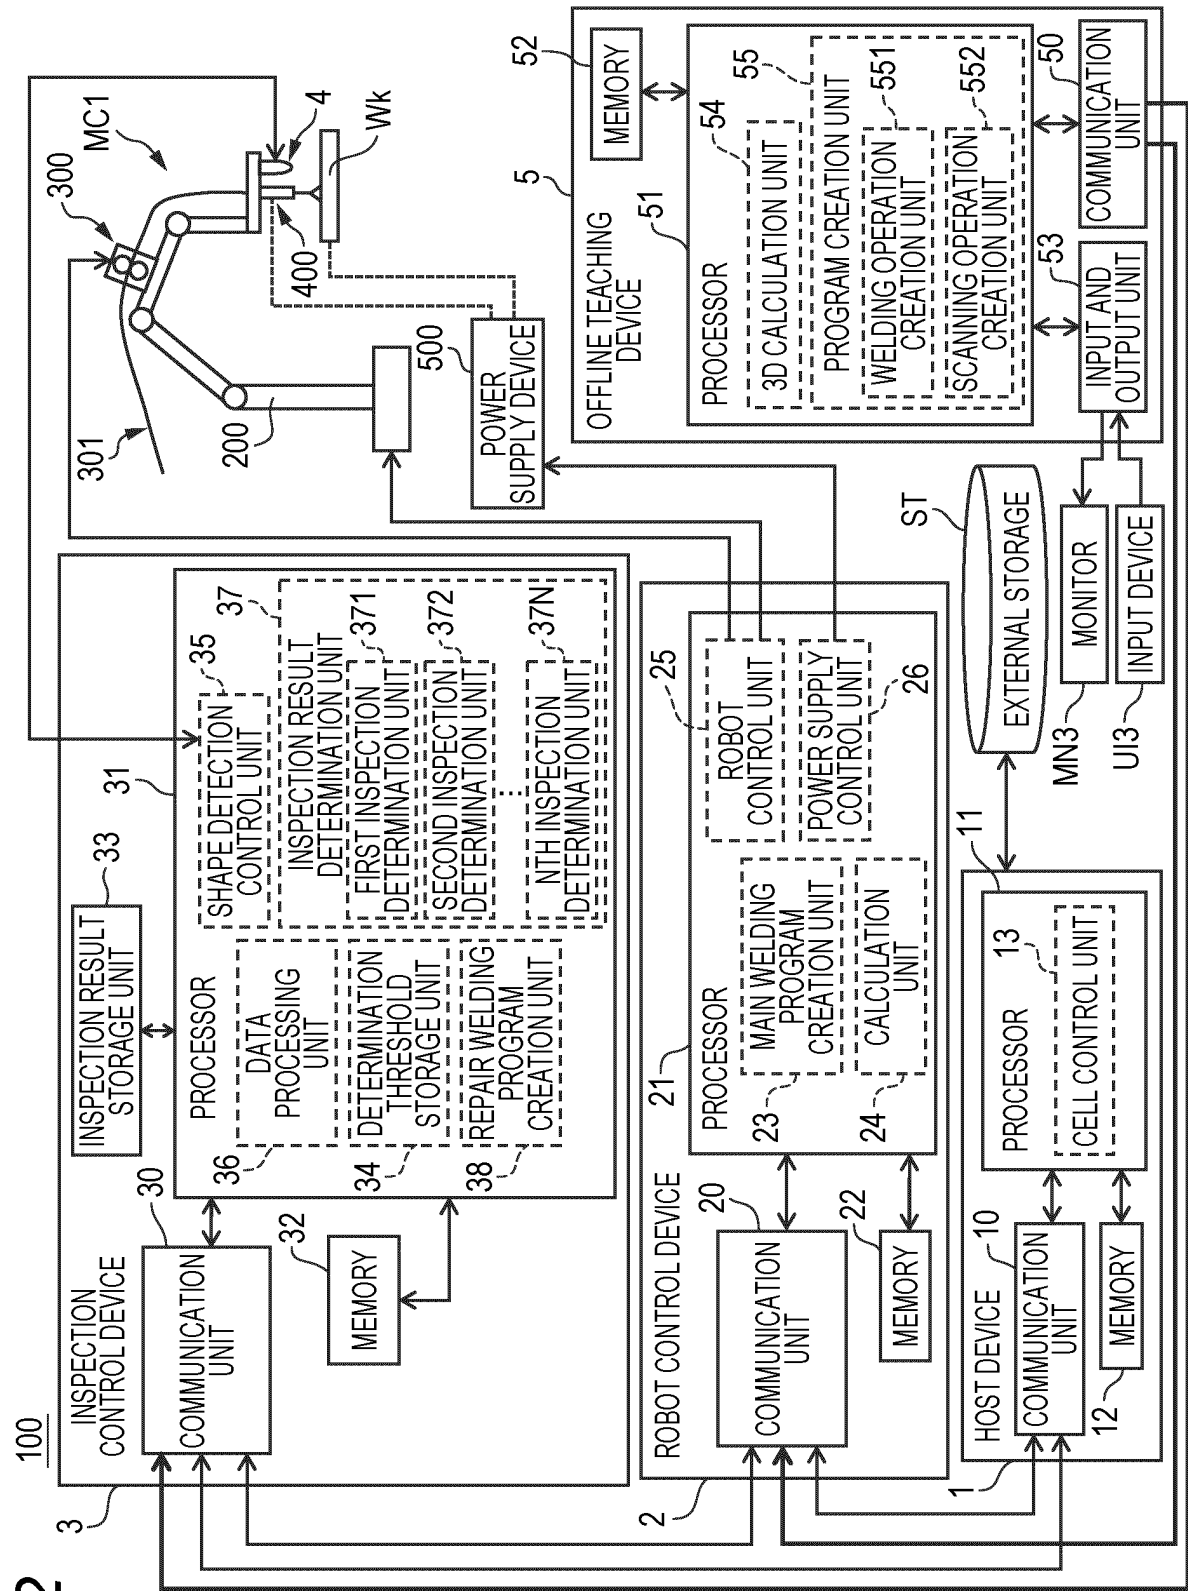 2
100
INSPECTION
CONTROL DEVICE
3
30
COMMUNICATION
UNIT
32
MEMORY
33
INSPECTION RESULT
STORAGE UNIT
31
PROCESSOR
36
DATA
PROCESSING
UNIT
34
DETERMINATION
THRESHOLD
STORAGE UNIT
38
REPAIR WELDING
PROGRAM
CREATION UNIT
35
SHAPE DETECTION
CONTROL UNIT
37
INSPECTION RESULT
DETERMINATION UNIT
371
FIRST INSPECTION
DETERMINATION UNIT
372
SECOND INSPECTION
DETERMINATION UNIT
37N
NTH INSPECTION
DETERMINATION UNIT
MC1
300
301
200
4
400
Wk
500
POWER
SUPPLY DEVICE
ROBOT CONTROL DEVICE
2
20
COMMUNICATION
UNIT
22
MEMORY
21
PROCESSOR
23
MAIN WELDING
PROGRAM
CREATION UNIT
24
CALCULATION
UNIT
25
ROBOT
CONTROL UNIT
26
POWER SUPPLY
CONTROL UNIT
OFFLINE TEACHING
DEVICE
5
52
MEMORY
51
PROCESSOR
54
3D CALCULATION UNIT
55
PROGRAM CREATION UNIT
551
WELDING OPERATION
CREATION UNIT
552
SCANNING OPERATION
CREATION UNIT
53
INPUT AND
OUTPUT UNIT
50
COMMUNICATION
UNIT
HOST DEVICE
1
10
COMMUNICATION
UNIT
12
MEMORY
11
PROCESSOR
13
CELL CONTROL UNIT
ST
EXTERNAL STORAGE
MN3
MONITOR
UI3
INPUT DEVICE